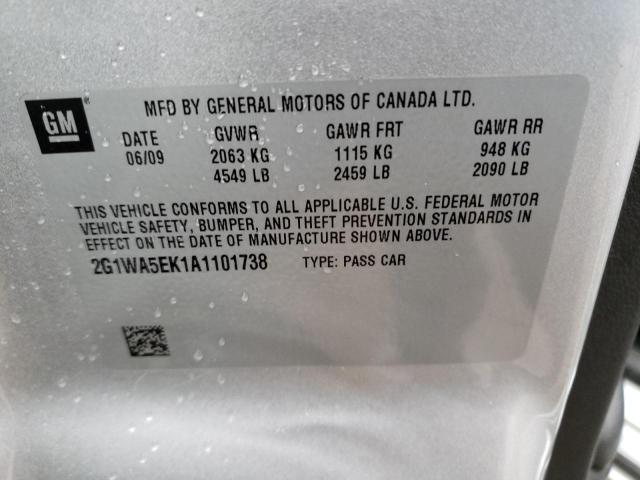 GM
MFD BY GENERAL MOTORS OF CANADA LTD.
DATE GVWR GAWR FRT GAWR RR
06/09 2063 KG 1115 KG 948 KG
4549 LB 2459 LB 2090 LB
THIS VEHICLE CONFORMS TO ALL APPLICABLE U.S. FEDERAL MOTOR
VEHICLE SAFETY, BUMPER, AND THEFT PREVENTION STANDARDS IN
EFFECT ON THE DATE OF MANUFACTURE SHOWN ABOVE.
2G1WA5EK1A1101738 TYPE: PASS CAR